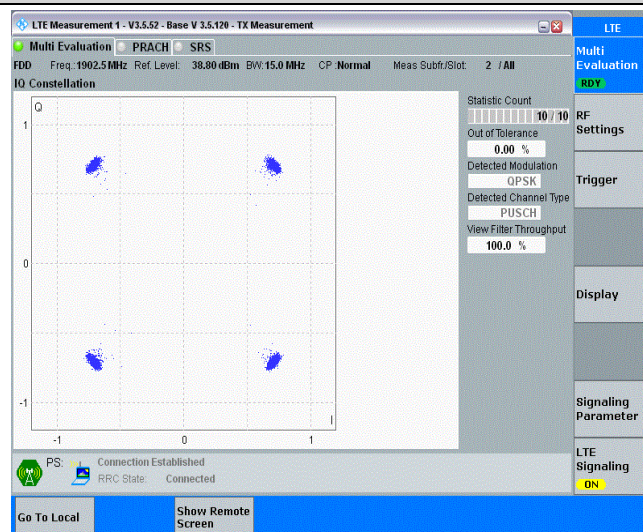 LTE Measurement 1 - V3.5.52 - Base V 3.5.120 - TX Measurement
LTE
Multi Evaluation PRACH SRS
FDD Freq.:1902.5 MHz Ref. Level: 38.80 dBm BW:15.0 MHz CP :Normal Meas Subfr./Slot: 2 / All
IQ Constellation
Q
1
0
-1
-1 0 1
I
Statistic Count
10 / 10
Out of Tolerance
0.00 %
Detected Modulation
QPSK
Detected Channel Type
PUSCH
View Filter Throughput
100.0 %
Multi
Evaluation
RDY
RF
Settings
Trigger
Display
Signaling
Parameter
LTE
Signaling
ON
PS: Connection Established
RRC State: Connected
Go To Local
Show Remote
Screen